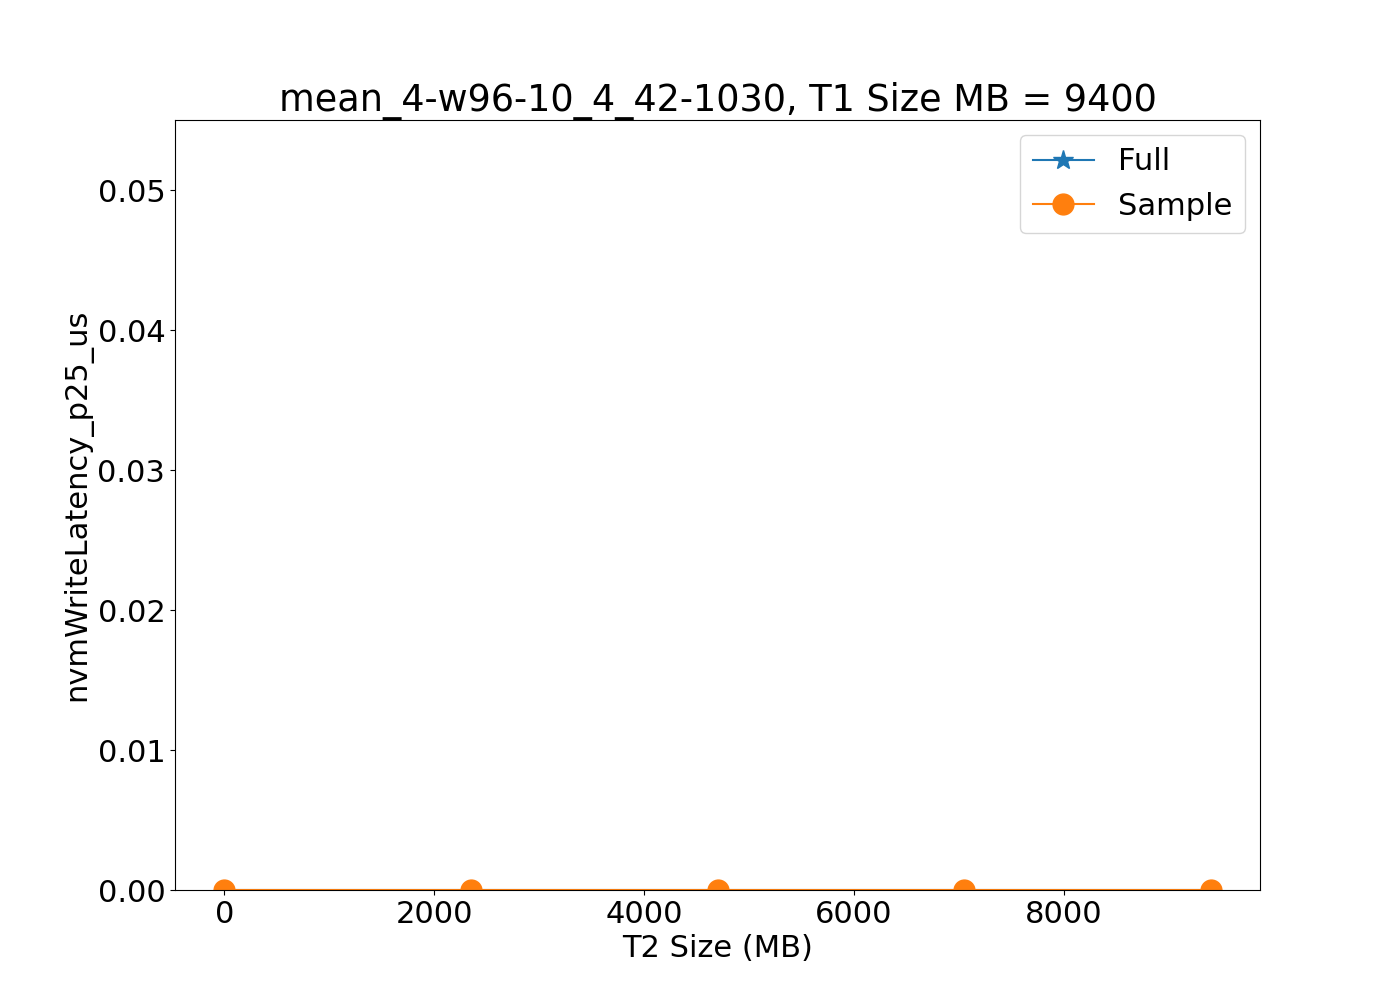 mean_4-w96-10_4_42-1030, T1 Size MB = 9400
Full
Sample
nvmWriteLatency_p25_us
0.05
0.04
0.03
0.02
0.01
0.00
0 2000 4000 6000 8000
T2 Size (MB)